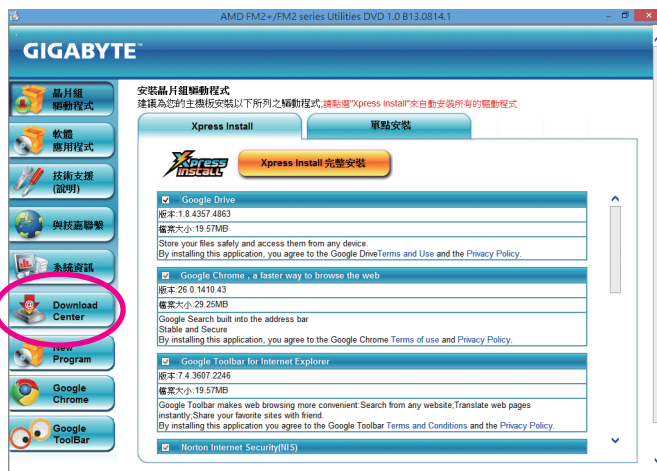 AMD FM2+/FM2 series Utilities DVD 1.0 B13.0814.1
GIGABYTE™
晶片組
驅動程式
軟體
應用程式
技術支援
(說明)
與技嘉聯繫
系統資訊
Download
Center
New
Program
Google
Chrome
Google
ToolBar
安裝晶片組驅動程式
建議為您的主機板安裝以下所列之驅動程式;請點選"Xpress Install"來自動安裝所有的驅動程式
Xpress Install
單點安裝
Xpress
Install
Xpress Install 完整安裝
Google Drive
版本:1.8.4357.4863
檔案大小:19.57MB
Store your files safely and access them from any device.
By installing this application, you agree to the Google DriveTerms and Use and the Privacy Policy.
Google Chrome , a faster way to browse the web
版本:26.0.1410.43
檔案大小:29.25MB
Google Search built into the address bar
Stable and Secure
By installing this application, you agree to the Google Chrome Terms of use and Privacy Policy.
Google Toolbar for Internet Explorer
版本:7.4.3607.2246
檔案大小:19.57MB
Google Toolbar makes web browsing more convenient:Search from any website;Translate web pages
instantly;Share your favorite sites with friend.
By installing this application you agree to the Google Toolbar Terms and Conditions and the Privacy Policy.
Norton Internet Security(NIS)